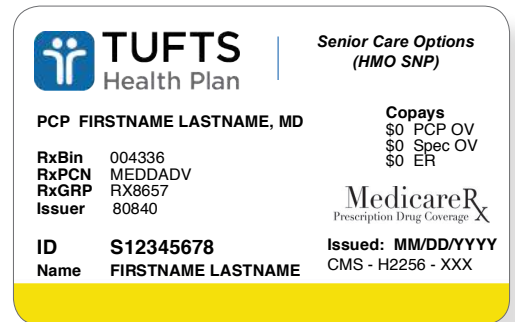 TUFTS
Health Plan
Senior Care Options
(HMO SNP)
PCP FIRSTNAME LASTNAME, MD
Copays
$0 PCP OV
$0 Spec OV
$0 ER
RxBin 004336
RxPCN MEDDADV
RxGRP RX8657
Issuer 80840
MedicareRx
Prescription Drug Coverage
ID S12345678
Name FIRSTNAME LASTNAME
Issued: MM/DD/YYYY
CMS - H2256 - XXX